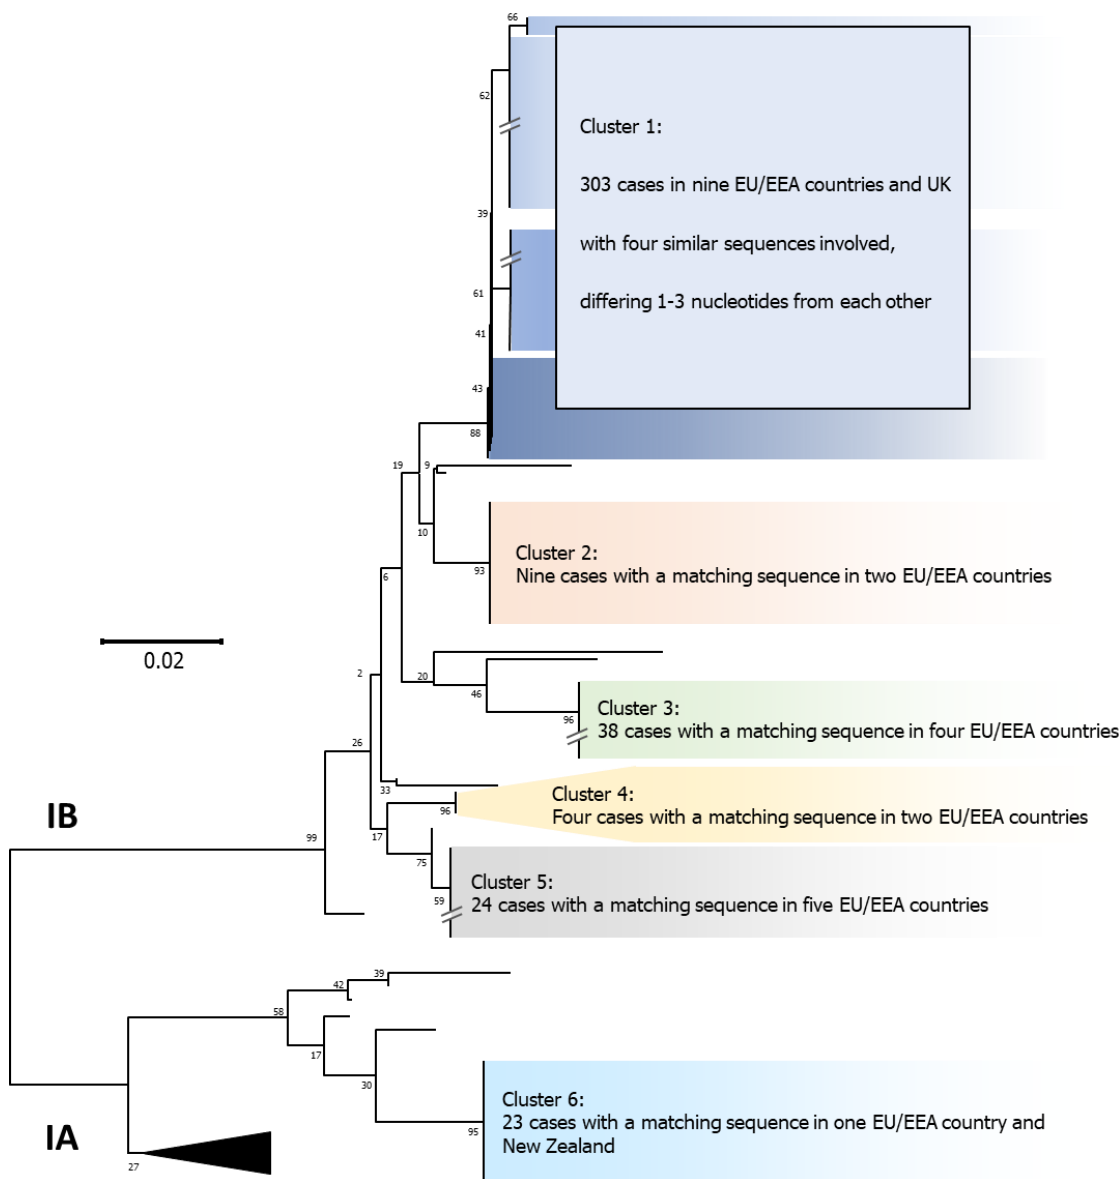 66
62
Cluster 1:
303 cases in nine EU/EEA countries and UK
with four similar sequences involved,
differing 1-3 nucleotides from each other
39
61
41
43
88
19
9
10
Cluster 2:
Nine cases with a matching sequence in two EU/EEA countries
93
6
0.02
2
20
46
96
Cluster 3:
38 cases with a matching sequence in four EU/EEA countries
26
33
Cluster 4:
Four cases with a matching sequence in two EU/EEA countries
96
IB
17
99
75
59
Cluster 5:
24 cases with a matching sequence in five EU/EEA countries
39
42
58
17
30
Cluster 6:
23 cases with a matching sequence in one EU/EEA country and
New Zealand
95
IA
27